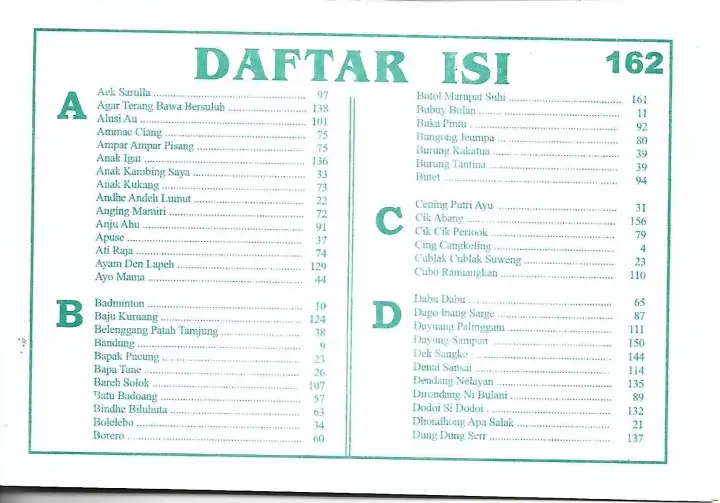 DAFTAR ISI
162
A
Aek Sarulla 97
Agar Terang Bawa Bersuluh 138
Alusi Au 101
Ammac Ciang 75
Ampar Ampar Pisang 75
Anak Igat 136
Anak Kambing Saya 33
Anak Kukang 73
Andhe Andeh Lumut 22
Anging Mamiri 72
Anju Ahu 91
Apuse 37
Ati Raja 74
Ayam Den Lapeh 129
Ayo Mama 44
B
Badminton 10
Baju Kuruang 124
Belenggang Patah Tamjung 38
Bandung 9
Bapak Pucung 23
Bapa Tane 26
Bareh Solok 107
Batu Badoang 57
Bindhe Biluhuta 63
Bolelebo 34
Borero 60
Botol Marupat Suhi 161
Bubuy Bulan 11
Buka Pintu 92
Bungong Jeumpa 80
Burung Kakatua 39
Burung Tantina 39
Butet 94
C
Cening Putri Ayu 31
Cik Abang 156
Cik Cik Periook 79
Cing Cangkeling 4
Cublak Cublak Suweng 23
Cubo Ramuangkan 110
D
Dabu Dabu 65
Dago Inang Sarge 87
Dayuang Palinggam 111
Dayung Sampan 150
Dek Sangke 144
Denai Sansai 114
Dendang Nelayan 135
Dirondang Ni Bulani 89
Dodoi Si Dodoi 132
Dhondhong Apa Salak 21
Dung Dung Serr 137